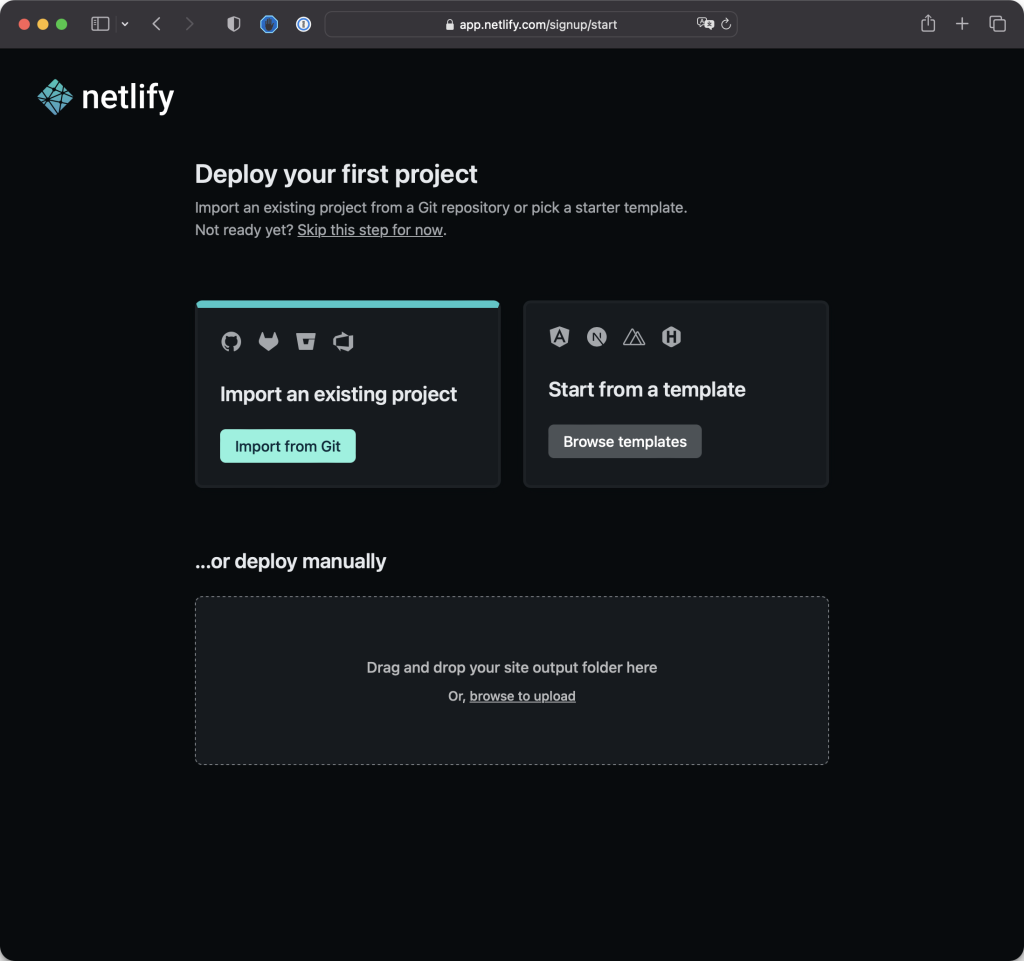 app.netlify.com/signup/start
netlify
Deploy your first project
Import an existing project from a Git repository or pick a starter template.
Not ready yet? Skip this step for now.
Import an existing project
Import from Git
Start from a template
Browse templates
...or deploy manually
Drag and drop your site output folder here
Or, browse to upload